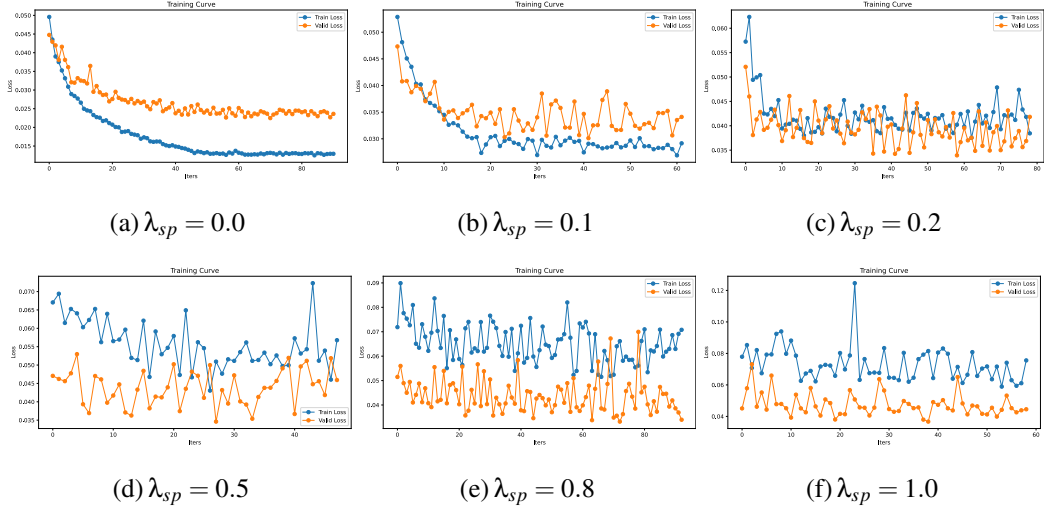 Training Curve
Train Loss
Valid Loss
0.050
0.045
0.040
0.035
0.030
0.025
0.020
0.015
Loss
0 20 40 60 80
Iters
(a) λsp = 0.0
Training Curve
Train Loss
Valid Loss
0.050
0.045
0.040
0.035
0.030
Loss
0 10 20 30 40 50 60
Iters
(b) λsp = 0.1
Training Curve
Train Loss
Valid Loss
0.060
0.055
0.050
0.045
0.040
0.035
Loss
0 10 20 30 40 50 60 70 80
Iters
(c) λsp = 0.2
Training Curve
0.070
0.065
0.060
0.055
0.050
0.045
0.040
0.035
Loss
Train Loss
Valid Loss
0 10 20 30 40
Iters
(d) λsp = 0.5
Training Curve
Train Loss
Valid Loss
0.09
0.08
0.07
0.06
0.05
0.04
Loss
0 20 40 60 80
Iters
(e) λsp = 0.8
Training Curve
Train Loss
Valid Loss
0.12
0.10
0.08
0.06
0.04
Loss
0 10 20 30 40 50 60
Iters
(f) λsp = 1.0